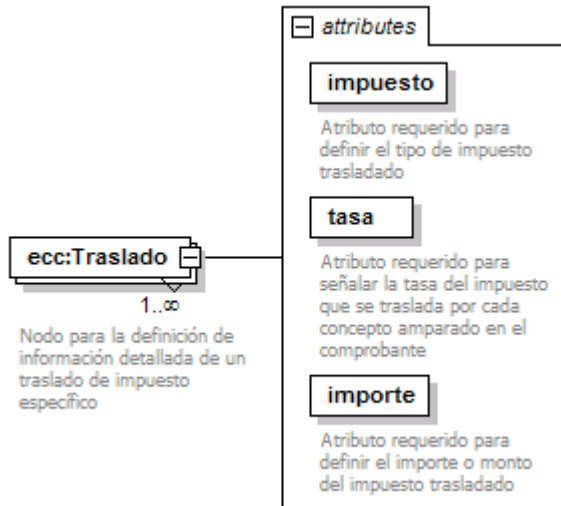 attributes
impuesto
Atributo requerido para
definir el tipo de impuesto
trasladado
tasa
Atributo requerido para
señalar la tasa del impuesto
que se traslada por cada
concepto amparado en el
comprobante
ecc:Traslado
1..∞
Nodo para la definición de
información detallada de un
traslado de impuesto
específico
importe
Atributo requerido para
definir el importe o monto
del impuesto trasladado